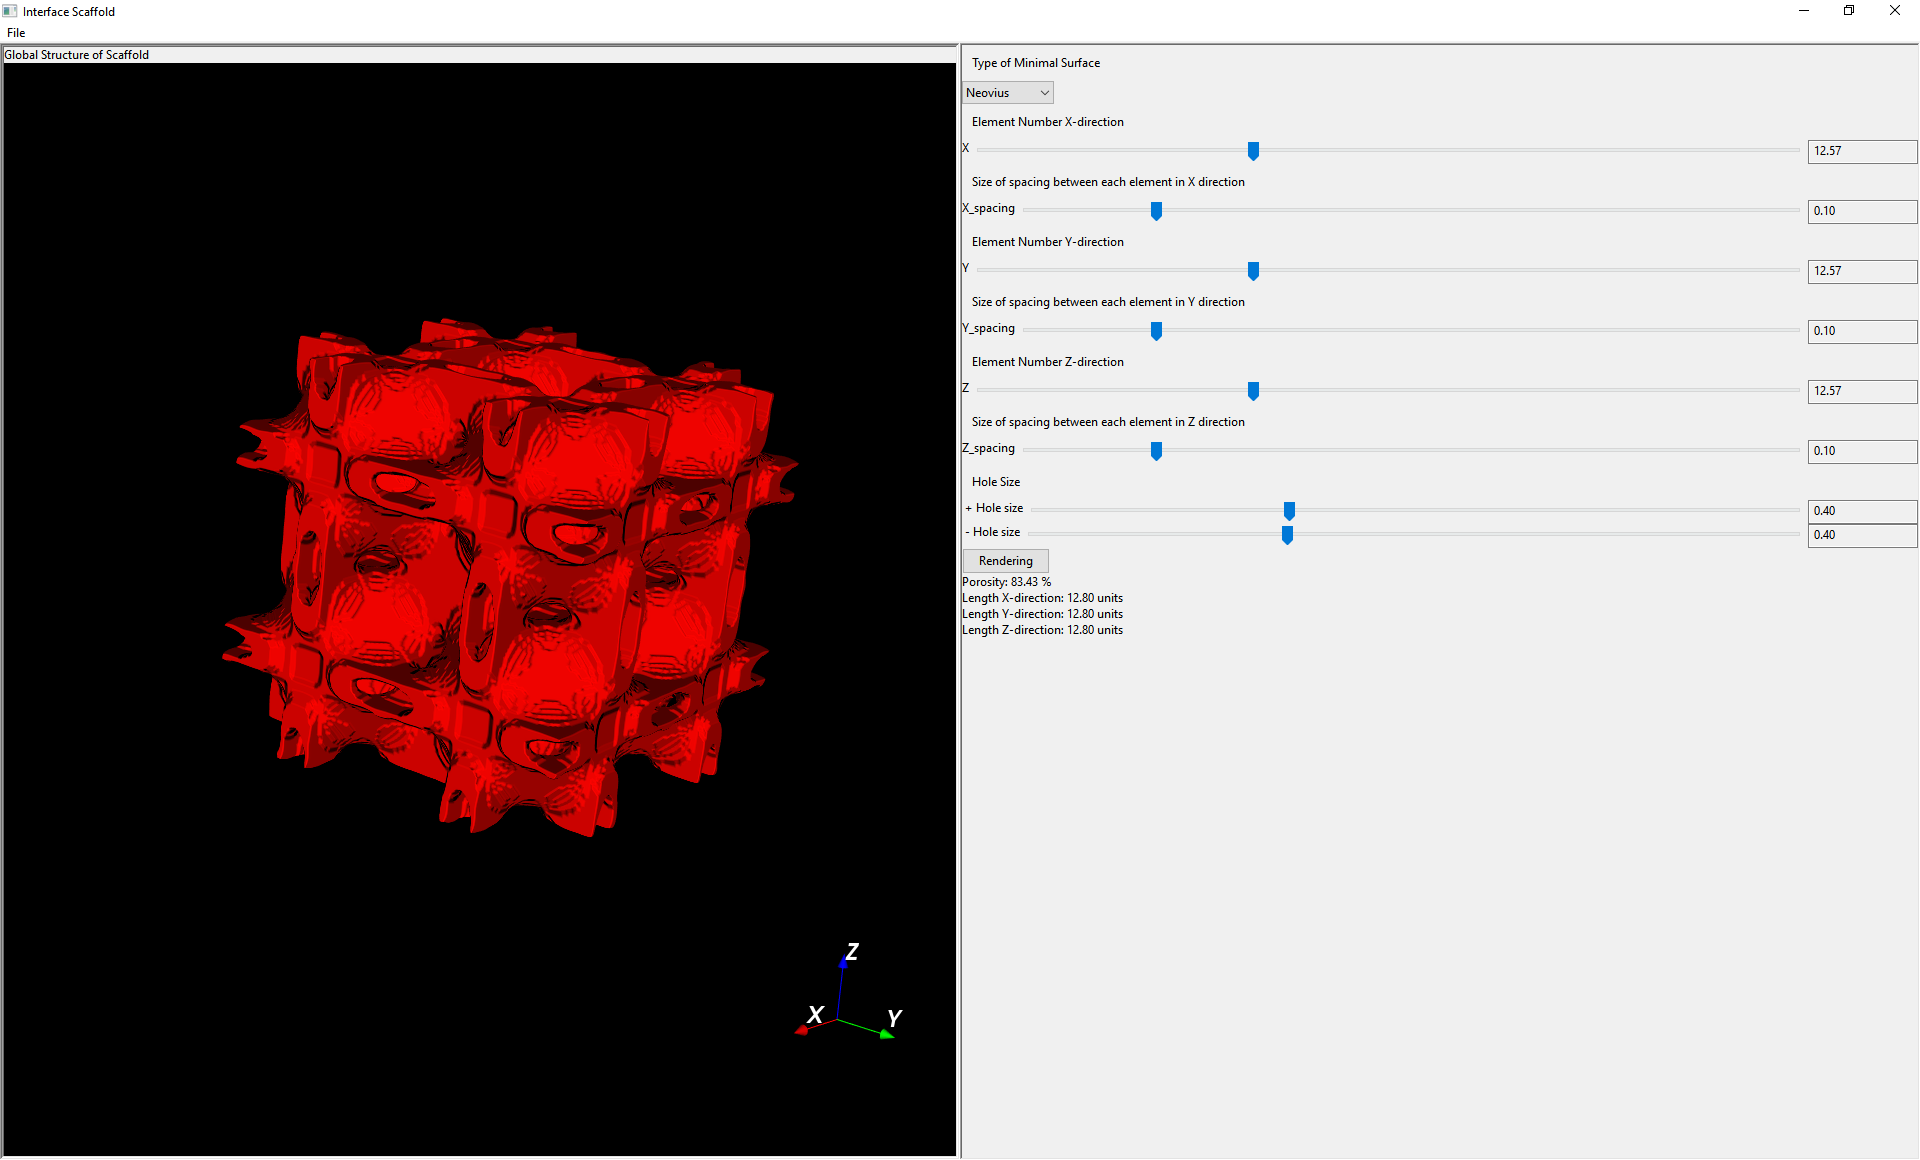 Interface Scaffold
File
Global Structure of Scaffold
Z
X
Y
Type of Minimal Surface
Neovius
Element Number X-direction
X 12.57
Size of spacing between each element in X direction
X_spacing 0.10
Element Number Y-direction
Y 12.57
Size of spacing between each element in Y direction
Y_spacing 0.10
Element Number Z-direction
Z 12.57
Size of spacing between each element in Z direction
Z_spacing 0.10
Hole Size
+ Hole size 0.40
- Hole size 0.40
Rendering
Porosity: 83.43 %
Length X-direction: 12.80 units
Length Y-direction: 12.80 units
Length Z-direction: 12.80 units